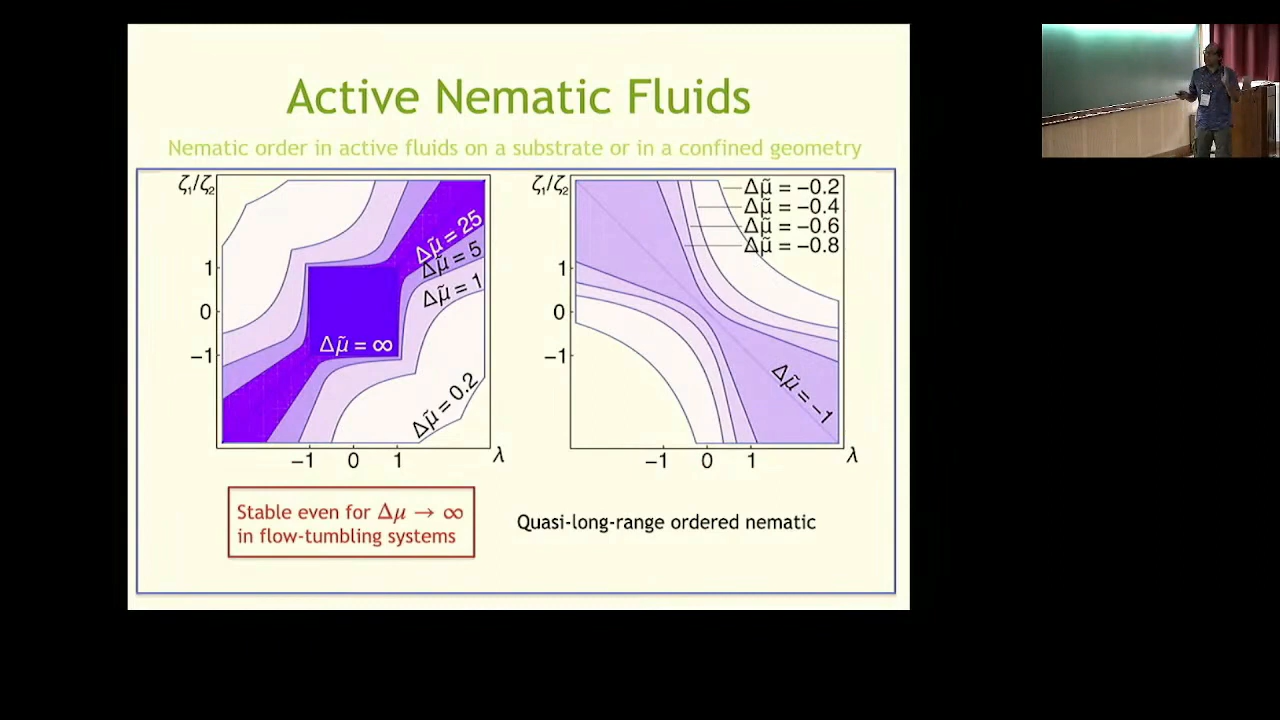 Active Nematic Fluids
Nematic order in active fluids on a substrate or in a confined geometry
ζ₁/ζ₂
1
0
−1
−1 0 1 λ
Δμ̃ = 25
Δμ̃ = 5
Δμ̃ = 1
Δμ̃ = ∞
Δμ̃ = 0.2
ζ₁/ζ₂
1
0
−1
−1 0 1 λ
Δμ̃ = −0.2
Δμ̃ = −0.4
Δμ̃ = −0.6
Δμ̃ = −0.8
Δμ̃ = −1
Stable even for Δμ → ∞
in flow-tumbling systems
Quasi-long-range ordered nematic